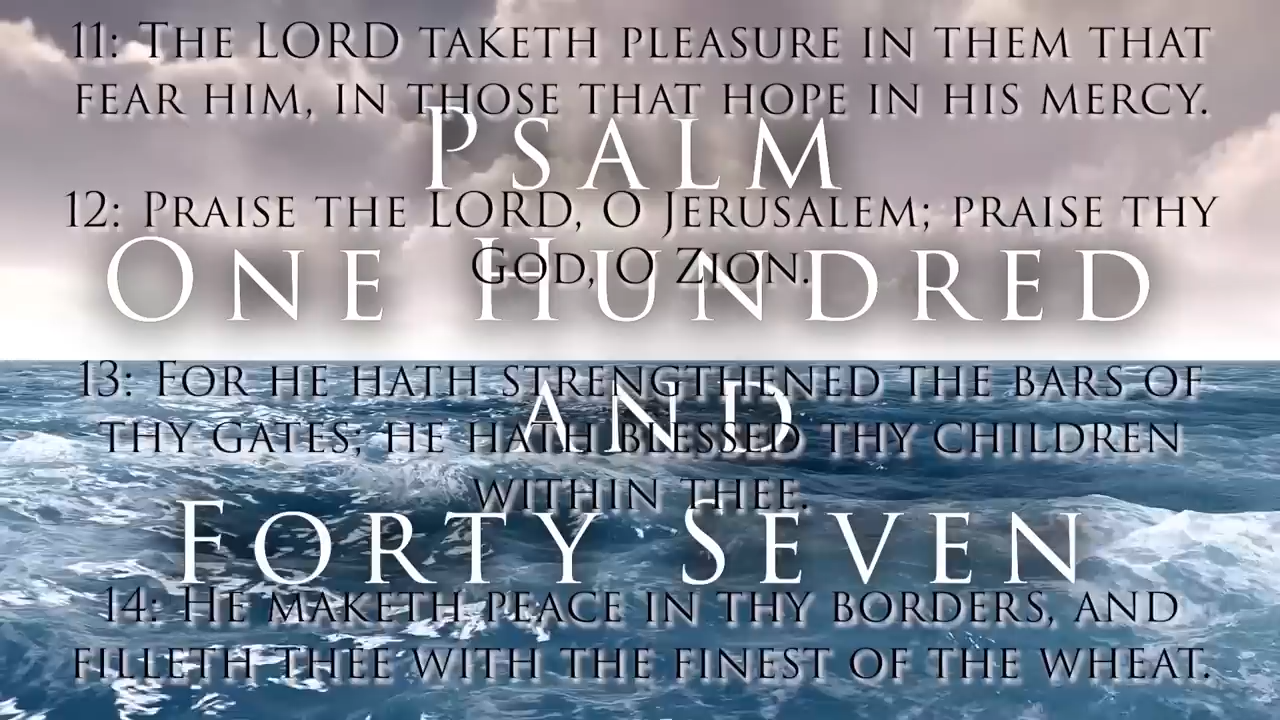 11: The LORD taketh pleasure in them that
fear him, in those that hope in his mercy.
Psalm
12: Praise the LORD, O Jerusalem; praise thy
God, O Zion.
One Hundred
13: For he hath strengthened the bars of
and
thy gates; he hath blessed thy children
within thee.
Forty Seven
14: He maketh peace in thy borders, and
filleth thee with the finest of the wheat.